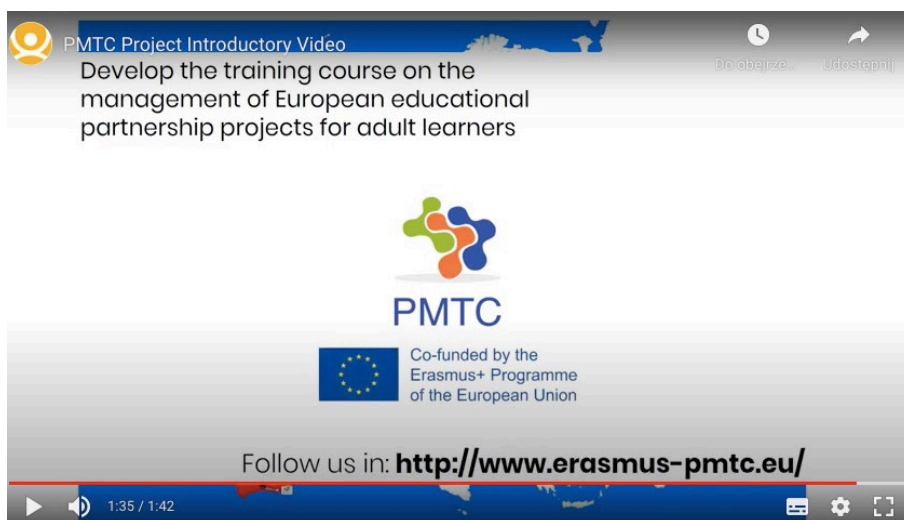 PMTC Project Introductory Video
Do obejrze...
Udostępnij
Develop the training course on the
management of European educational
partnership projects for adult learners
PMTC
Co-funded by the
Erasmus+ Programme
of the European Union
Follow us in: http://www.erasmus-pmtc.eu/
1:35 / 1:42